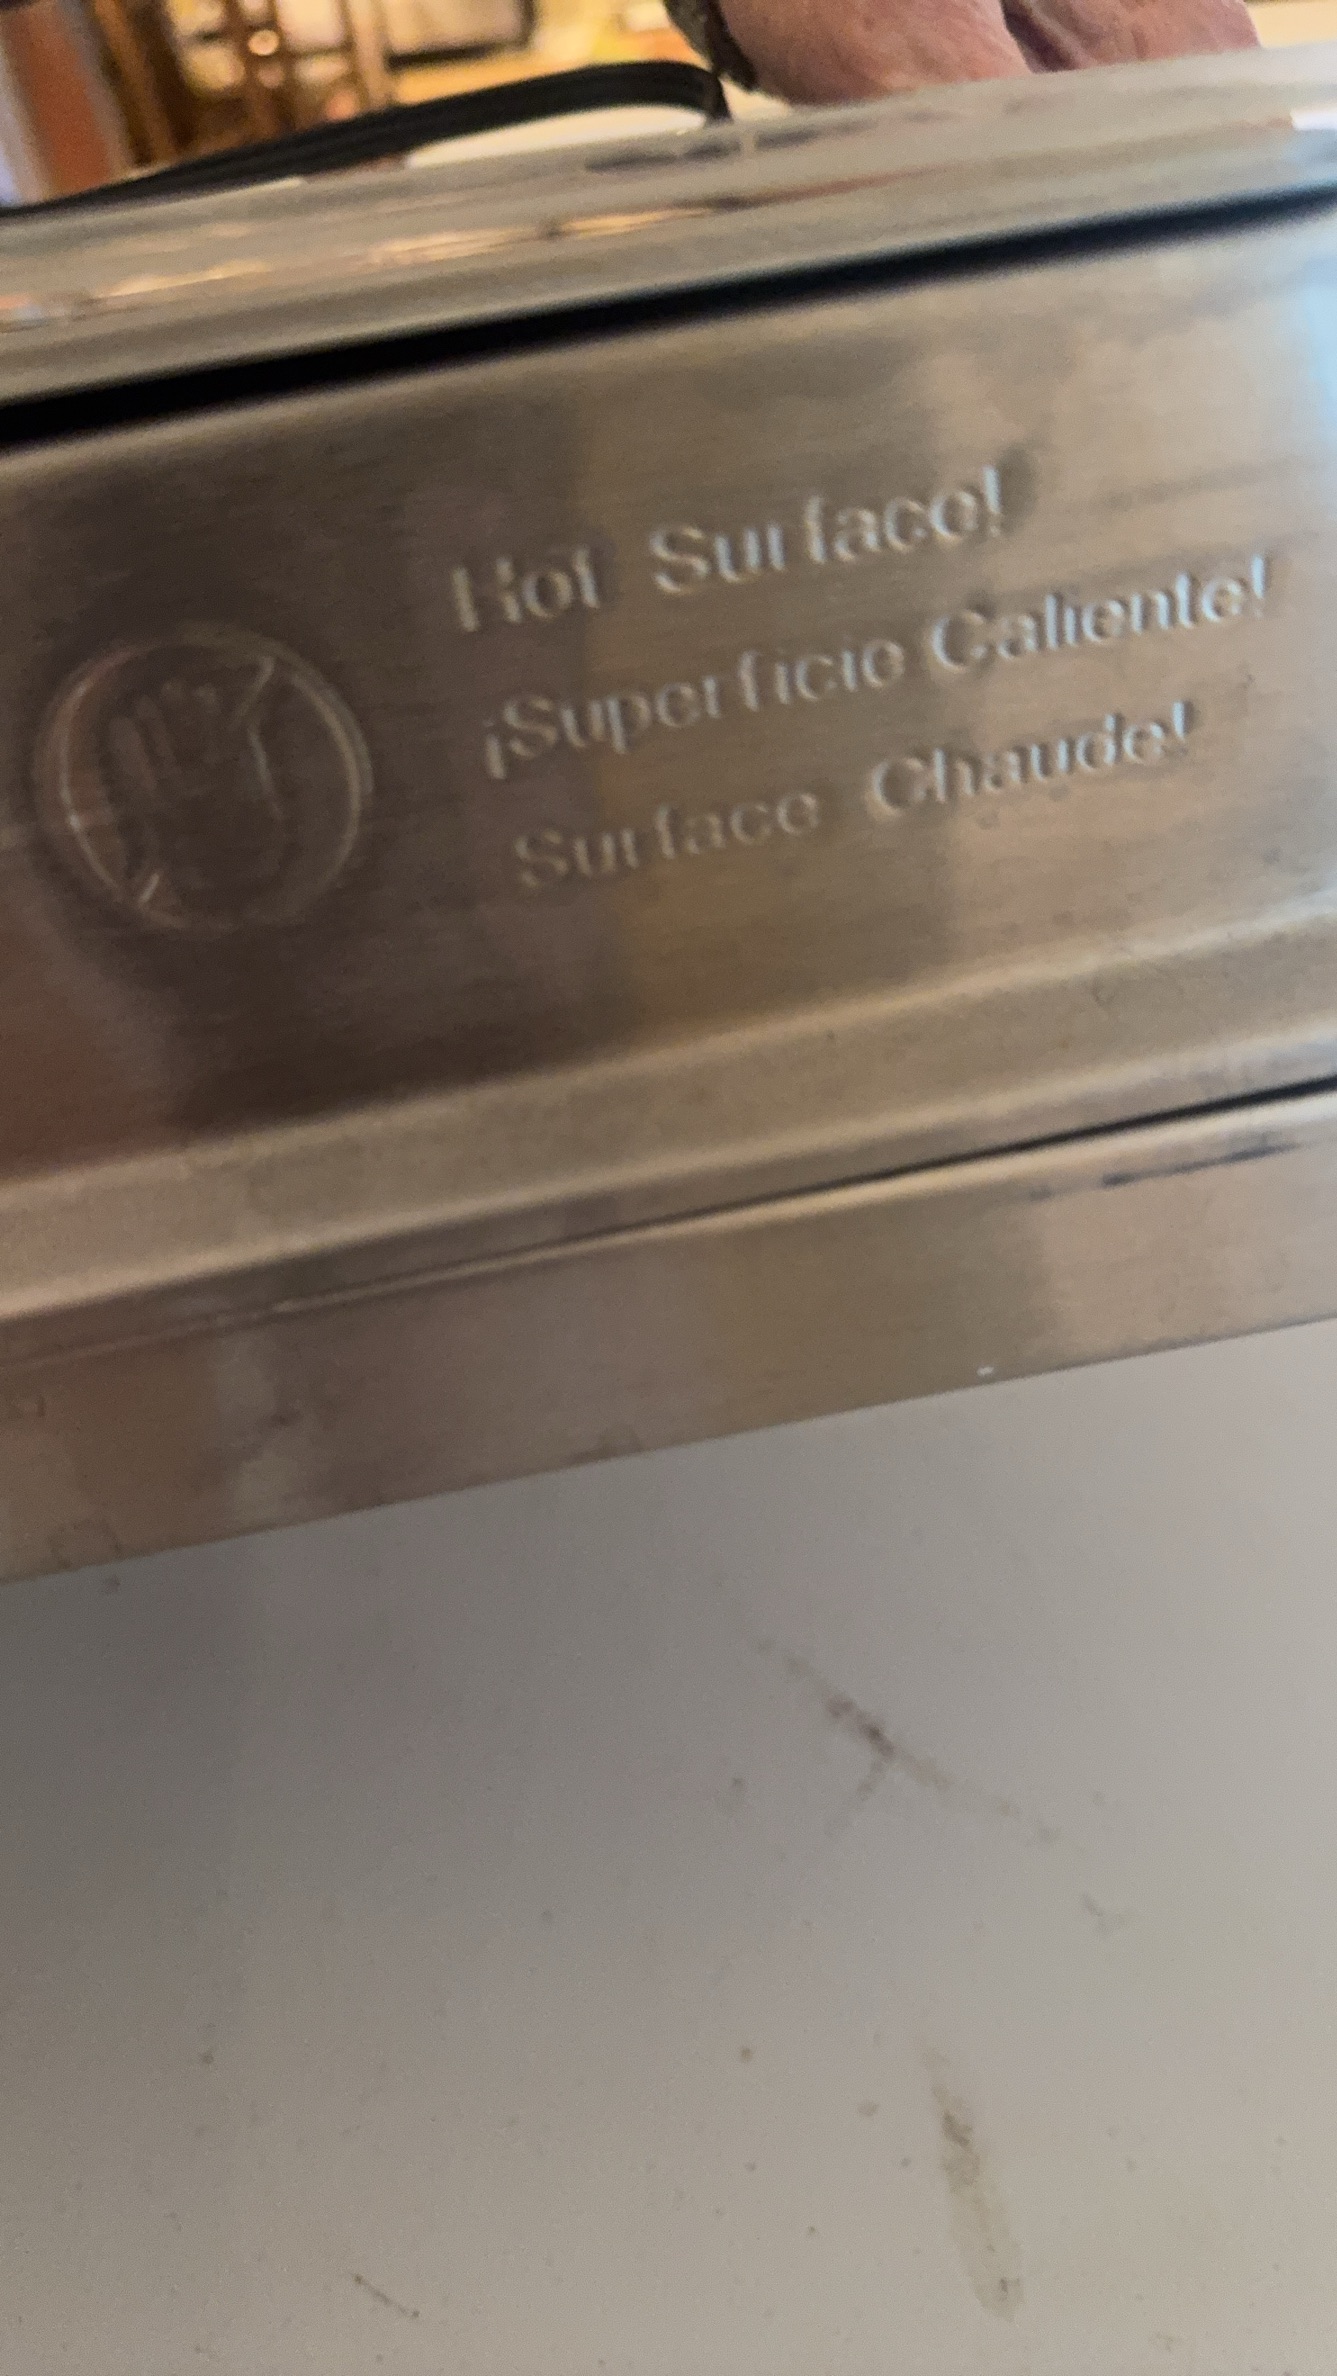 Hot Surface!
¡Superficie Caliente!
Surface Chaude!